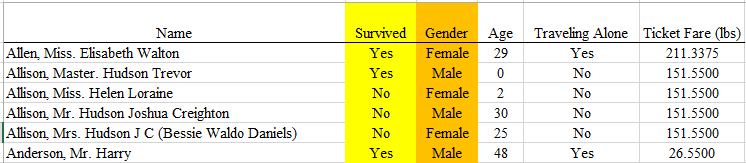 Name Survived Gender Age Traveling Alone Ticket Fare (lbs)
Allen, Miss. Elisabeth Walton Yes Female 29 Yes 211.3375
Allison, Master. Hudson Trevor Yes Male 0 No 151.5500
Allison, Miss. Helen Loraine No Female 2 No 151.5500
Allison, Mr. Hudson Joshua Creighton No Male 30 No 151.5500
Allison, Mrs. Hudson J C (Bessie Waldo Daniels) No Female 25 No 151.5500
Anderson, Mr. Harry Yes Male 48 Yes 26.5500